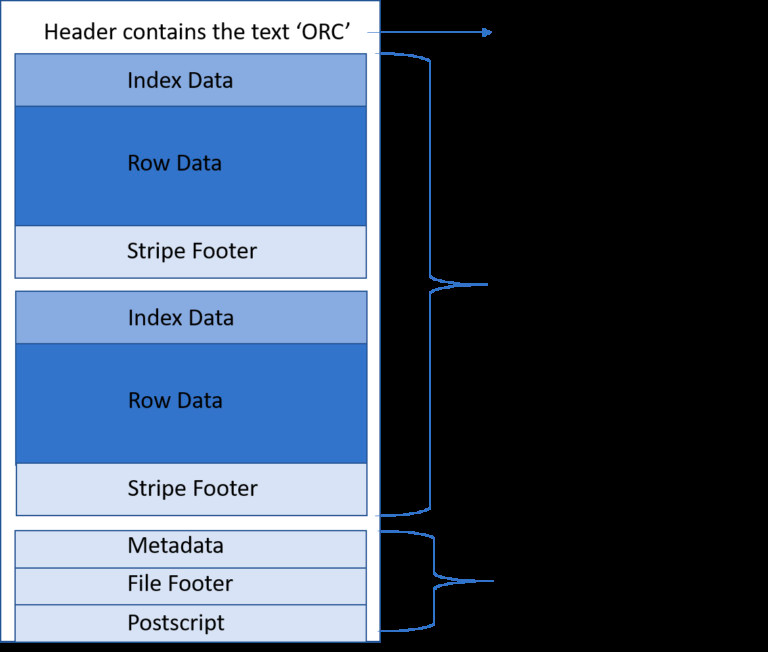 Header contains the text ‘ORC’
Index Data
Row Data
Stripe Footer
Index Data
Row Data
Stripe Footer
Metadata
File Footer
Postscript